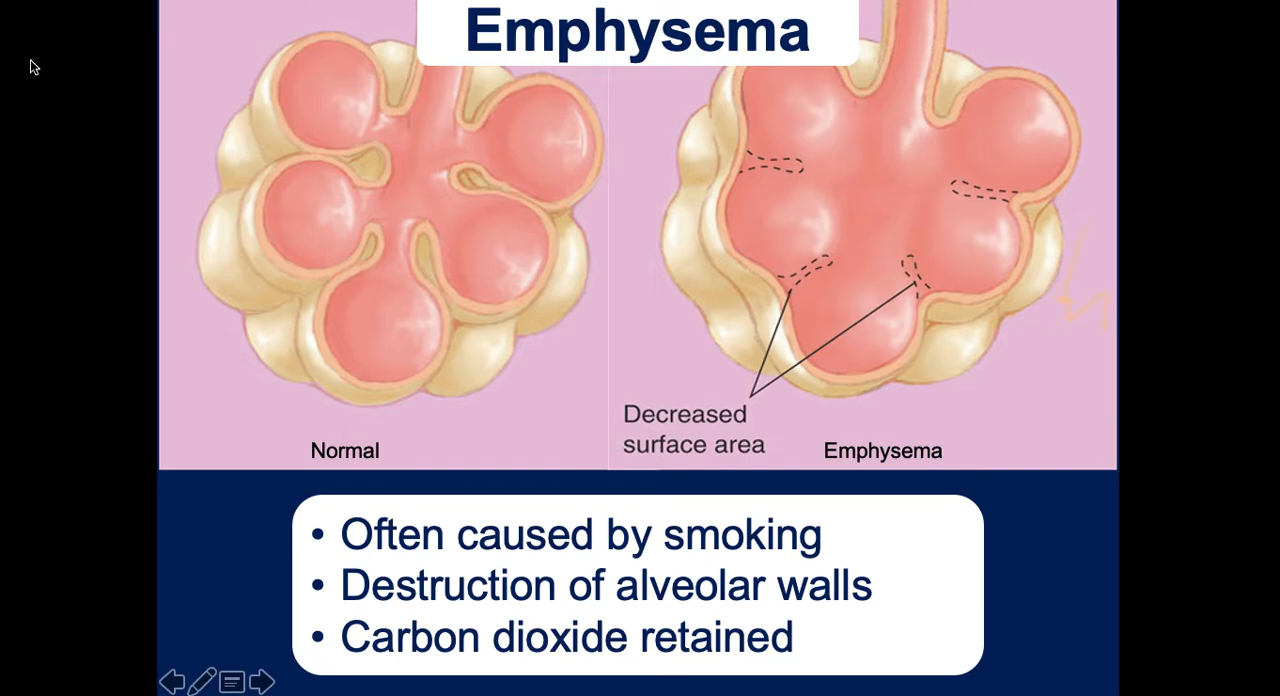 Emphysema
Decreased
surface area
Normal
Emphysema
• Often caused by smoking
• Destruction of alveolar walls
• Carbon dioxide retained